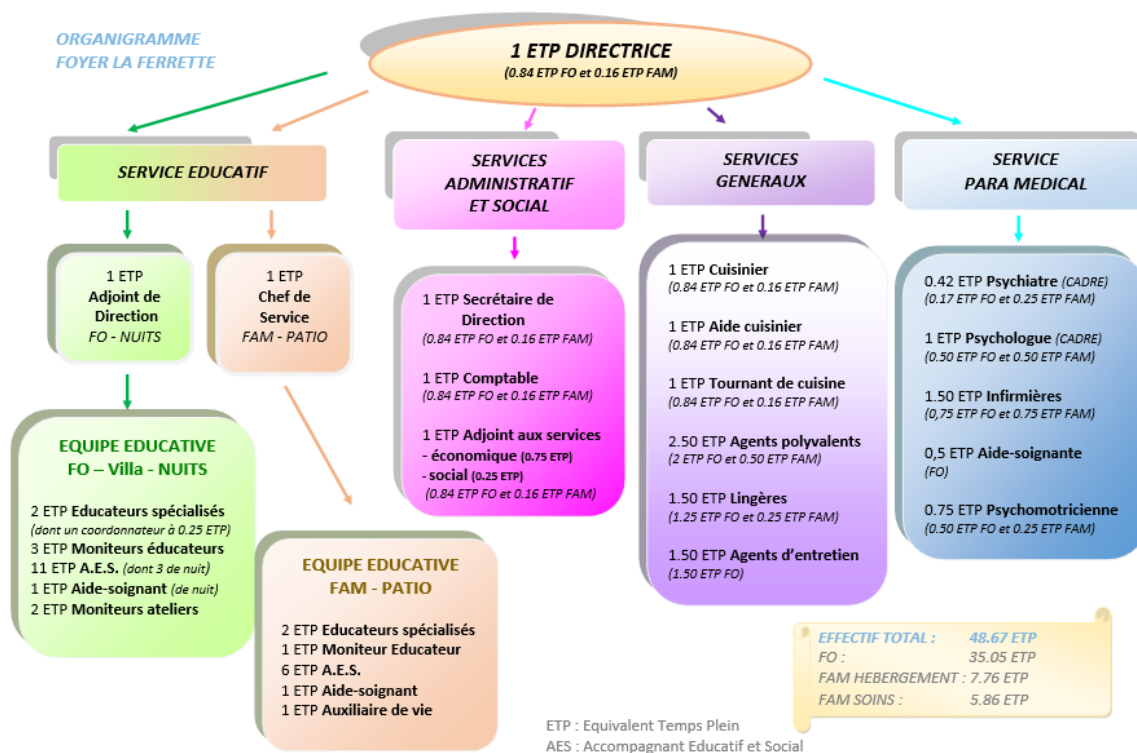 ORGANIGRAMME
FOYER LA FERRETTE
1 ETP DIRECTRICE
(0.84 ETP FO et 0.16 ETP FAM)
SERVICE EDUCATIF
1 ETP
Adjoint de
Direction
FO - NUITS
1 ETP
Chef de
Service
FAM - PATIO
EQUIPE EDUCATIVE
FO – Villa - NUITS
2 ETP Educateurs spécialisés
(dont un coordonnateur à 0.25 ETP)
3 ETP Moniteurs éducateurs
11 ETP A.E.S. (dont 3 de nuit)
1 ETP Aide-soignant (de nuit)
2 ETP Moniteurs ateliers
EQUIPE EDUCATIVE
FAM - PATIO
2 ETP Educateurs spécialisés
1 ETP Moniteur Educateur
6 ETP A.E.S.
1 ETP Aide-soignant
1 ETP Auxiliaire de vie
SERVICES
ADMINISTRATIF
ET SOCIAL
1 ETP Secrétaire de
Direction
(0.84 ETP FO et 0.16 ETP FAM)
1 ETP Comptable
(0.84 ETP FO et 0.16 ETP FAM)
1 ETP Adjoint aux services
- économique (0.75 ETP)
- social (0.25 ETP)
(0.84 ETP FO et 0.16 ETP FAM)
SERVICES
GENERAUX
1 ETP Cuisinier
(0.84 ETP FO et 0.16 ETP FAM)
1 ETP Aide cuisinier
(0.84 ETP FO et 0.16 ETP FAM)
1 ETP Tournant de cuisine
(0.84 ETP FO et 0.16 ETP FAM)
2.50 ETP Agents polyvalents
(2 ETP FO et 0.50 ETP FAM)
1.50 ETP Lingères
(1.25 ETP FO et 0.25 ETP FAM)
1.50 ETP Agents d'entretien
(1.50 ETP FO)
SERVICE
PARA MEDICAL
0.42 ETP Psychiatre (CADRE)
(0.17 ETP FO et 0.25 ETP FAM)
1 ETP Psychologue (CADRE)
(0.50 ETP FO et 0.50 ETP FAM)
1.50 ETP Infirmières
(0,75 ETP FO et 0.75 ETP FAM)
0,5 ETP Aide-soignante
(FO)
0.75 ETP Psychomotricienne
(0.50 ETP FO et 0.25 ETP FAM)
EFFECTIF TOTAL : 48.67 ETP
FO : 35.05 ETP
FAM HEBERGEMENT : 7.76 ETP
FAM SOINS : 5.86 ETP
ETP : Equivalent Temps Plein
AES : Accompagnant Educatif et Social